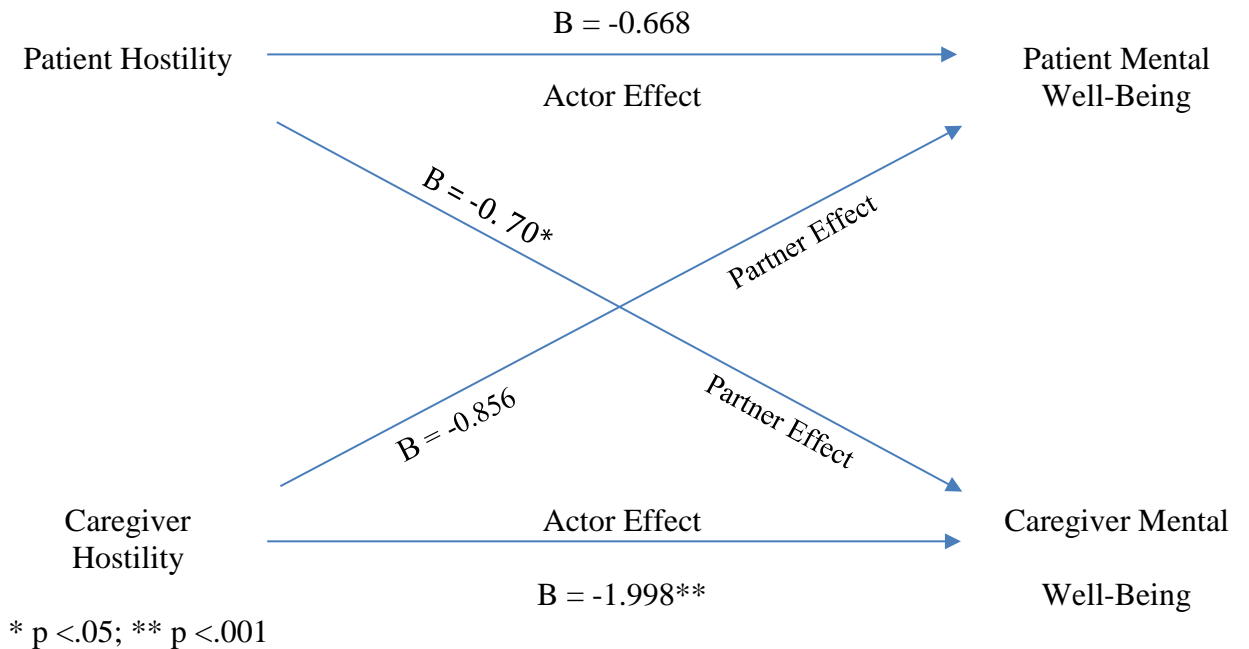 B = -0.668
Patient Hostility
Patient Mental
Well-Being
Actor Effect
B = -0. 70*
Partner Effect
B = -0.856
Partner Effect
Caregiver
Hostility
Actor Effect
Caregiver Mental
B = -1.998**
Well-Being
* p <.05; ** p <.001